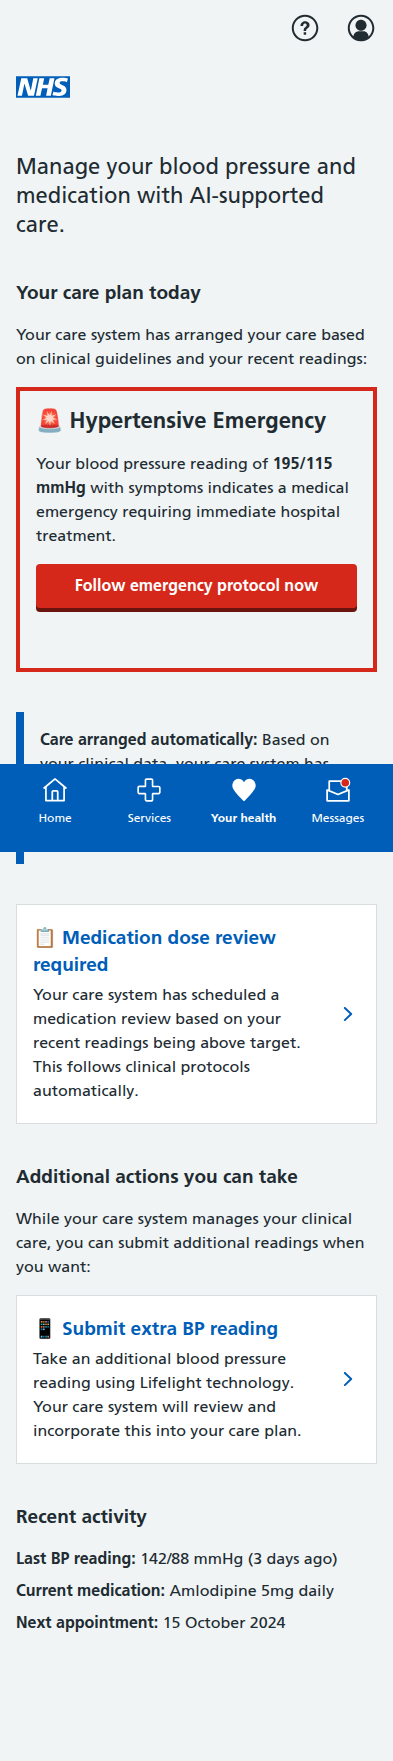 NHS
Manage your blood pressure and
medication with AI-supported
care.
Your care plan today
Your care system has arranged your care based
on clinical guidelines and your recent readings:
🚨 Hypertensive Emergency
Your blood pressure reading of 195/115
mmHg with symptoms indicates a medical
emergency requiring immediate hospital
treatment.
Follow emergency protocol now
Care arranged automatically: Based on
your clinical data, your care system has
Home
Services
Your health
Messages
📋 Medication dose review
required
Your care system has scheduled a
medication review based on your
recent readings being above target.
This follows clinical protocols
automatically.
Additional actions you can take
While your care system manages your clinical
care, you can submit additional readings when
you want:
📱 Submit extra BP reading
Take an additional blood pressure
reading using Lifelight technology.
Your care system will review and
incorporate this into your care plan.
Recent activity
Last BP reading: 142/88 mmHg (3 days ago)
Current medication: Amlodipine 5mg daily
Next appointment: 15 October 2024